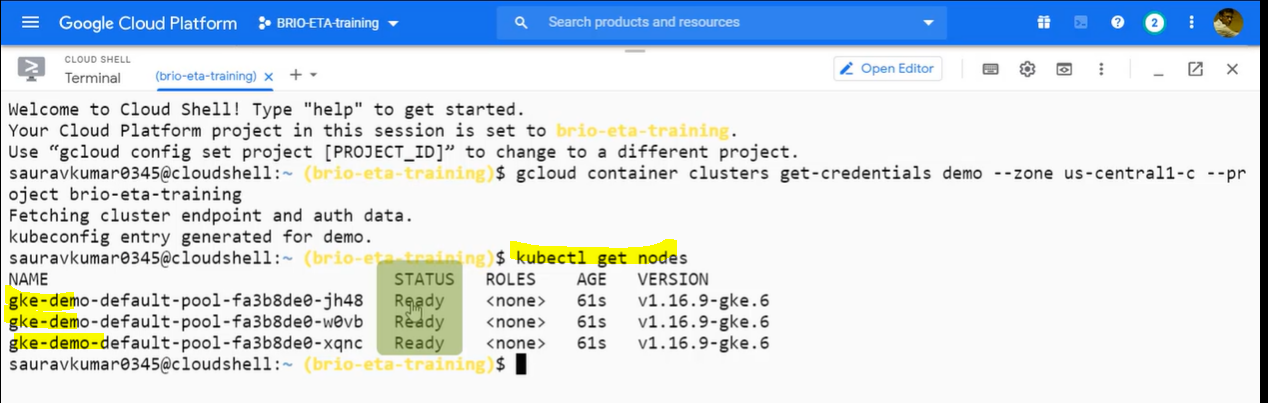 Google Cloud Platform BRIO-ETA-training Search products and resources 2
CLOUD SHELL
Terminal (brio-eta-training) Open Editor
Welcome to Cloud Shell! Type "help" to get started.
Your Cloud Platform project in this session is set to brio-eta-training.
Use “gcloud config set project [PROJECT_ID]” to change to a different project.
sauravkumar0345@cloudshell:~ (brio-eta-training)$ gcloud container clusters get-credentials demo --zone us-central1-c --pr
oject brio-eta-training
Fetching cluster endpoint and auth data.
kubeconfig entry generated for demo.
sauravkumar0345@cloudshell:~ (brio-eta-training)$ kubectl get nodes
NAME STATUS ROLES AGE VERSION
gke-demo-default-pool-fa3b8de0-jh48 Ready <none> 61s v1.16.9-gke.6
gke-demo-default-pool-fa3b8de0-w0vb Ready <none> 61s v1.16.9-gke.6
gke-demo-default-pool-fa3b8de0-xqnc Ready <none> 61s v1.16.9-gke.6
sauravkumar0345@cloudshell:~ (brio-eta-training)$